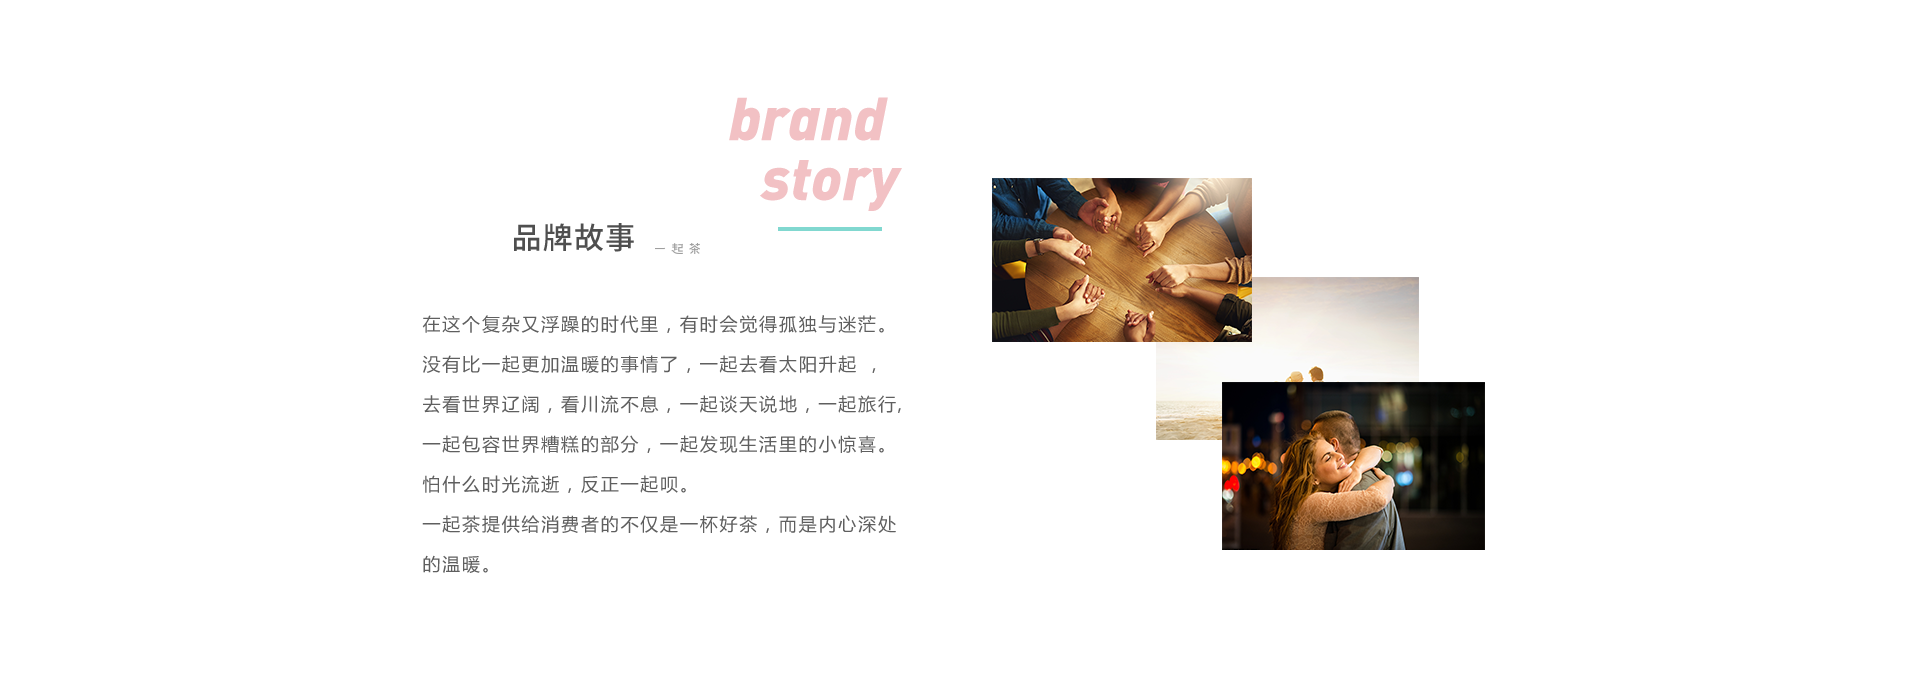 brand
story
品牌故事
一起茶
在这个复杂又浮躁的时代里，有时会觉得孤独与迷茫。
没有比一起更加温暖的事情了，一起去看太阳升起 ，
去看世界辽阔，看川流不息，一起谈天说地，一起旅行,
一起包容世界糟糕的部分，一起发现生活里的小惊喜。
怕什么时光流逝，反正一起呗。
一起茶提供给消费者的不仅是一杯好茶，而是内心深处
的温暖。